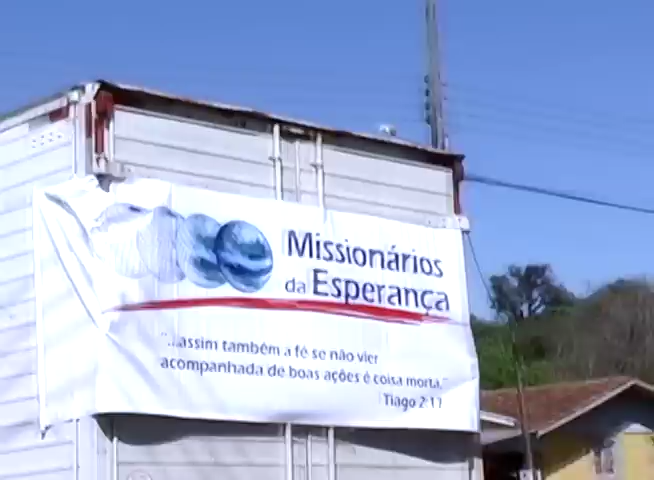 Missionários
da Esperança
"...assim também a fé se não vier
acompanhada de boas ações é coisa morta."
Tiago 2:17